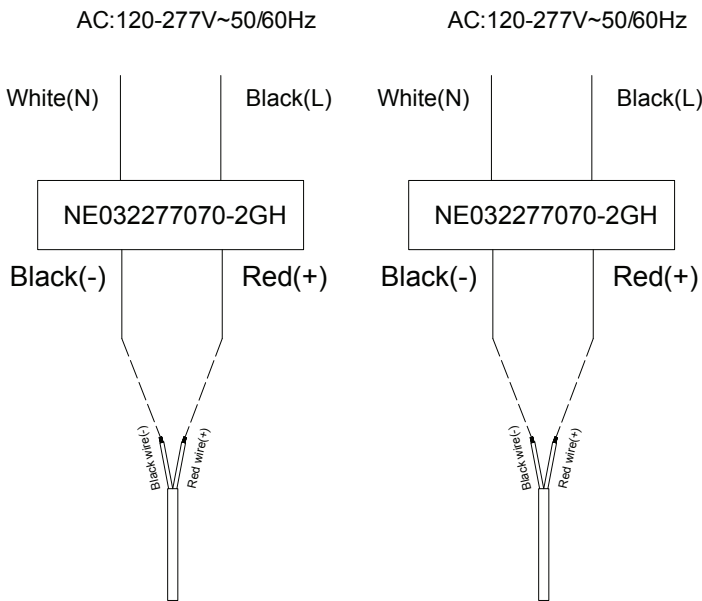 AC:120-277V~50/60Hz
White(N)
Black(L)
NE032277070-2GH
Black(-)
Red(+)
Black wire(-)
Red wire(+)
AC:120-277V~50/60Hz
White(N)
Black(L)
NE032277070-2GH
Black(-)
Red(+)
Black wire(-)
Red wire(+)